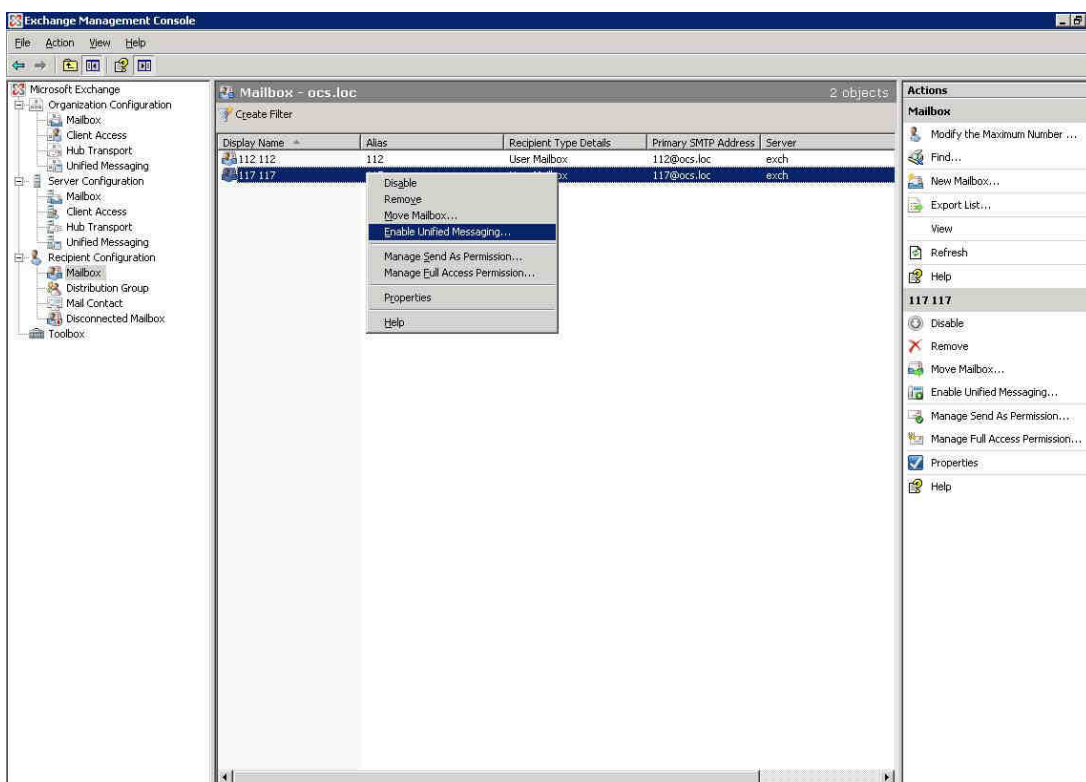 Exchange Management Console
File Action View Help
Microsoft Exchange
Organization Configuration
Mailbox
Client Access
Hub Transport
Unified Messaging
Server Configuration
Mailbox
Client Access
Hub Transport
Unified Messaging
Recipient Configuration
Mailbox
Distribution Group
Mail Contact
Disconnected Mailbox
Toolbox
Mailbox - ocs.loc 2 objects
Create Filter
Display Name Alias Recipient Type Details Primary SMTP Address Server
112 112 112 User Mailbox 112@ocs.loc exch
117 117 117@ocs.loc exch
Disable
Remove
Move Mailbox...
Enable Unified Messaging...
Manage Send As Permission...
Manage Full Access Permission...
Properties
Help
Actions
Mailbox
Modify the Maximum Number ...
Find...
New Mailbox...
Export List...
View
Refresh
Help
117 117
Disable
Remove
Move Mailbox...
Enable Unified Messaging...
Manage Send As Permission...
Manage Full Access Permission...
Properties
Help